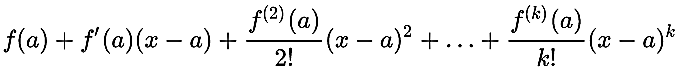 f(a) + f′(a)(x − a) + \frac{f^{(2)}(a)}{2!}(x − a)^2 + … + \frac{f^{(k)}(a)}{k!}(x − a)^k